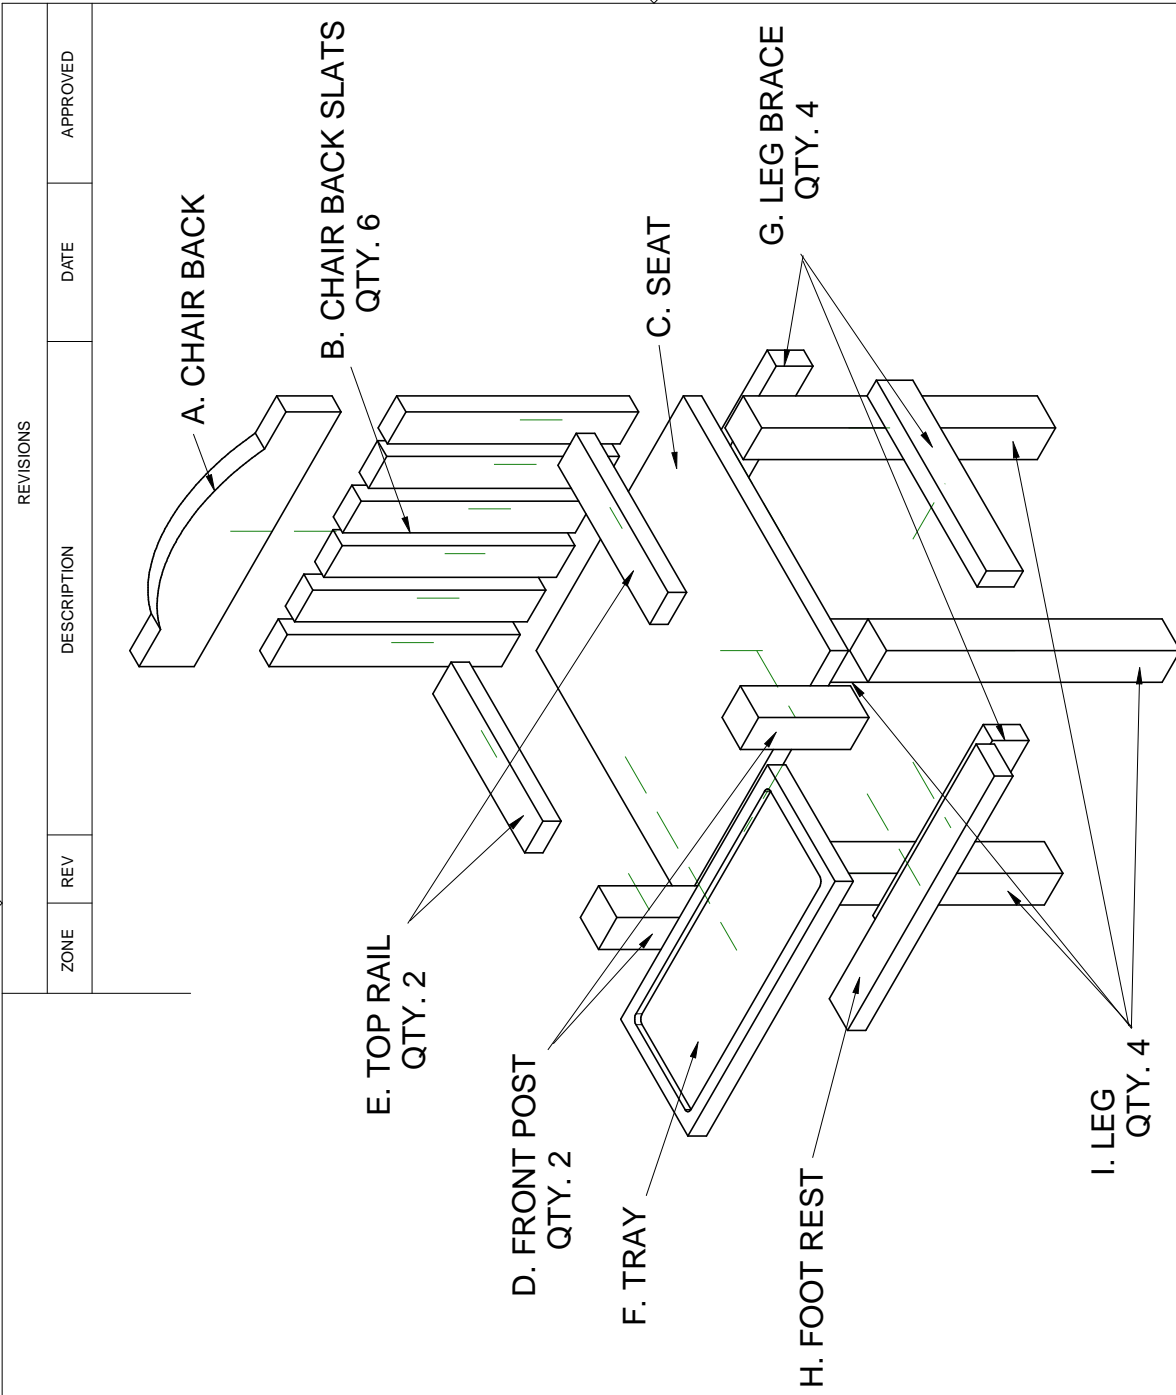 REVISIONS
ZONE
REV
DESCRIPTION
DATE
APPROVED
A. CHAIR BACK
B. CHAIR BACK SLATS
QTY. 6
C. SEAT
G. LEG BRACE
QTY. 4
E. TOP RAIL
QTY. 2
D. FRONT POST
QTY. 2
F. TRAY
H. FOOT REST
I. LEG
QTY. 4